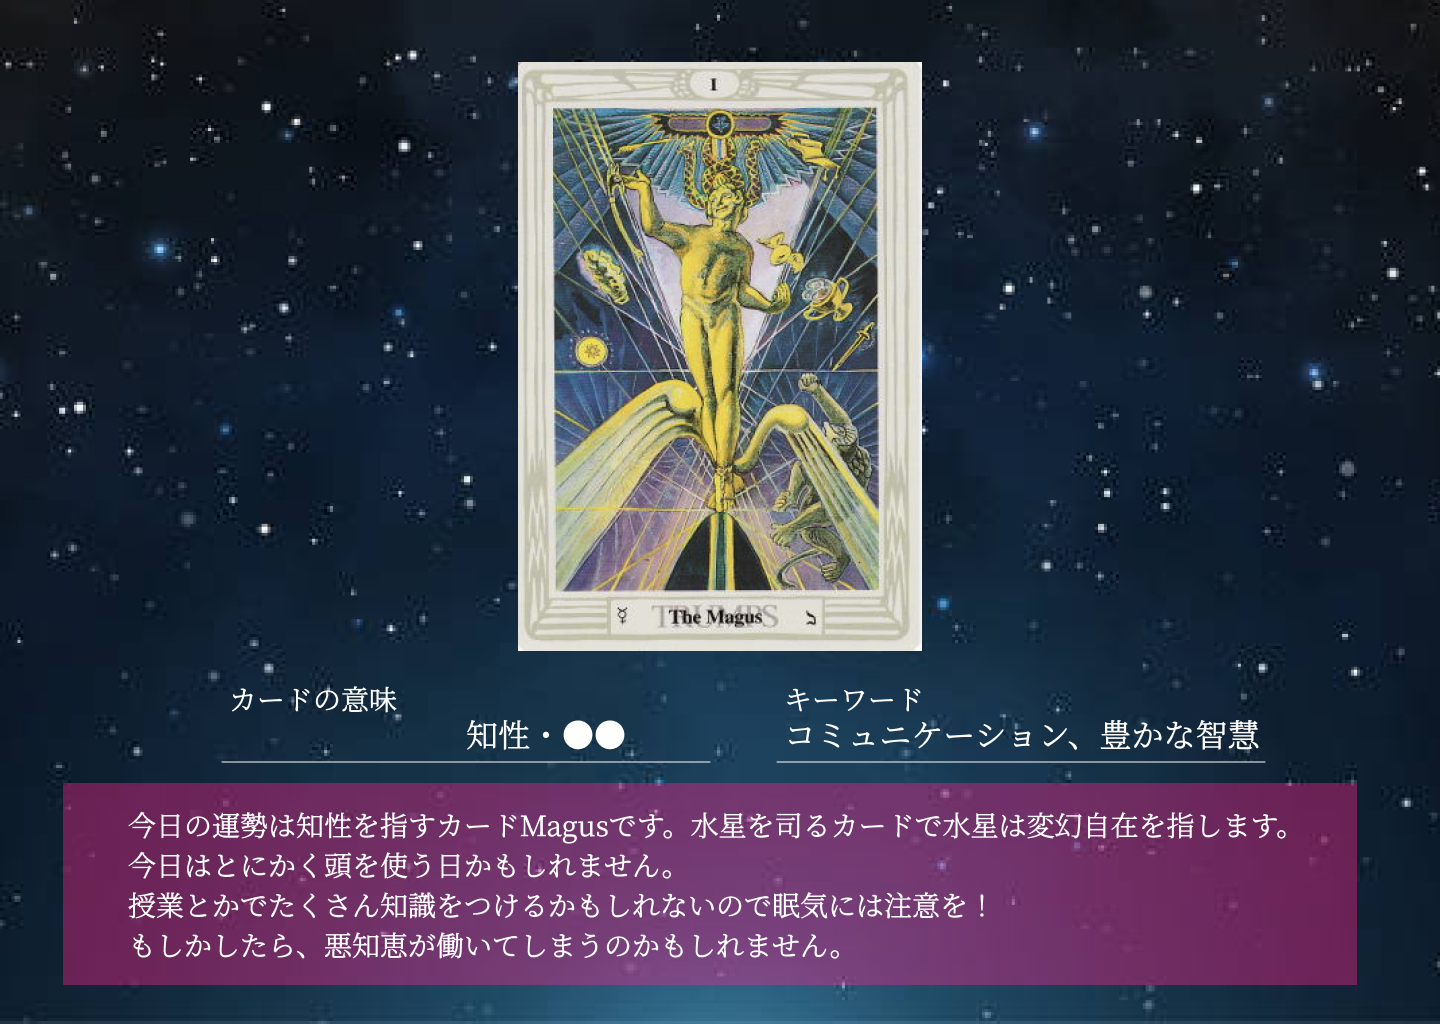 I
☿ TRUMPS The Magus ב
カードの意味
知性・●●
キーワード
コミュニケーション、豊かな智慧
今日の運勢は知性を指すカードMagusです。水星を司るカードで水星は変幻自在を指します。
今日はとにかく頭を使う日かもしれません。
授業とかでたくさん知識をつけるかもしれないので眠気には注意を！
もしかしたら、悪知恵が働いてしまうのかもしれません。